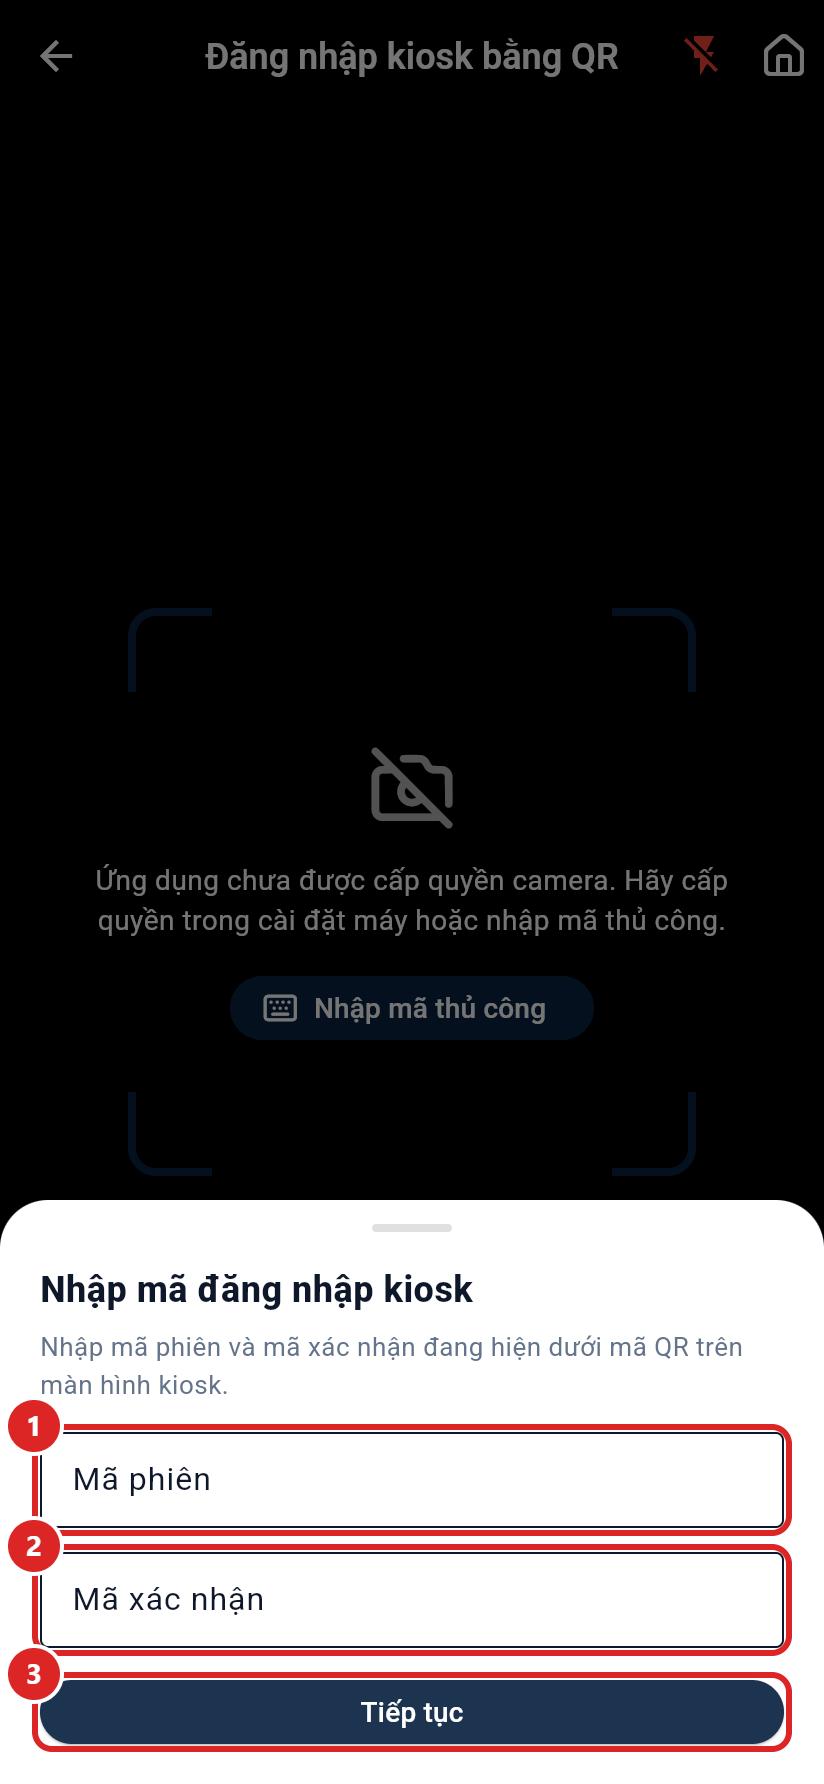 Đăng nhập kiosk bằng QR
Ứng dụng chưa được cấp quyền camera. Hãy cấp
quyền trong cài đặt máy hoặc nhập mã thủ công.
Nhập mã thủ công
Nhập mã đăng nhập kiosk
Nhập mã phiên và mã xác nhận đang hiện dưới mã QR trên
màn hình kiosk.
1
Mã phiên
2
Mã xác nhận
3
Tiếp tục